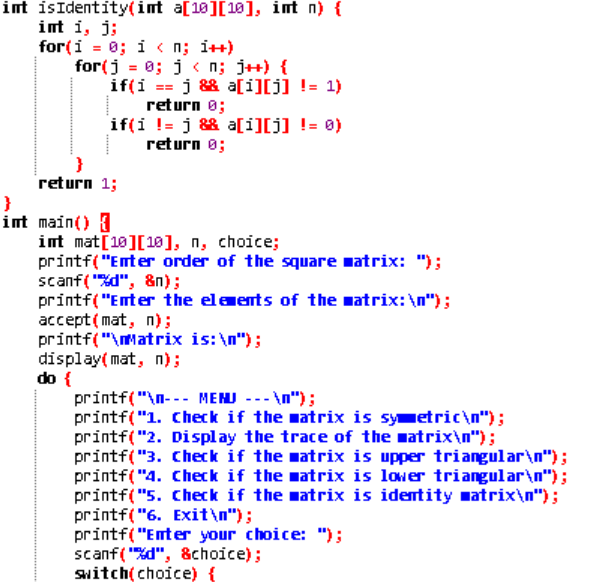 int isIdentity(int a[10][10], int n) {
    int i, j;
    for(i = 0; i < n; i++)
        for(j = 0; j < n; j++) {
            if(i == j && a[i][j] != 1)
                return 0;
            if(i != j && a[i][j] != 0)
                return 0;
        }
    return 1;
}
int main() {
    int mat[10][10], n, choice;
    printf("Enter order of the square matrix: ");
    scanf("%d", &n);
    printf("Enter the elements of the matrix:\n");
    accept(mat, n);
    printf("\nMatrix is:\n");
    display(mat, n);
    do {
        printf("\n--- MENU ---\n");
        printf("1. Check if the matrix is symmetric\n");
        printf("2. Display the trace of the matrix\n");
        printf("3. Check if the matrix is upper triangular\n");
        printf("4. Check if the matrix is lower triangular\n");
        printf("5. Check if the matrix is identity matrix\n");
        printf("6. Exit\n");
        printf("Enter your choice: ");
        scanf("%d", &choice);
        switch(choice) {